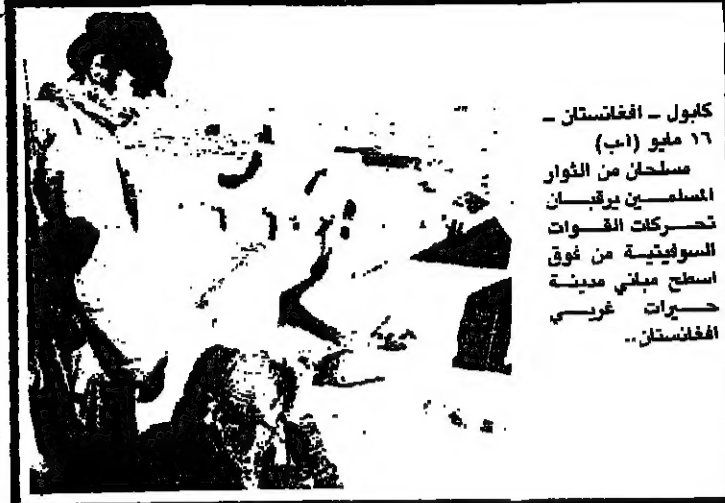 كابول - افغانستان -
١٦ مايو (ا.ب)
مسلحان من الثوار
المسلمين يرقبان
تحركات القوات
السوفيتية من فوق
اسطح مباني مدينة
حيرات غربي
افغانستان..